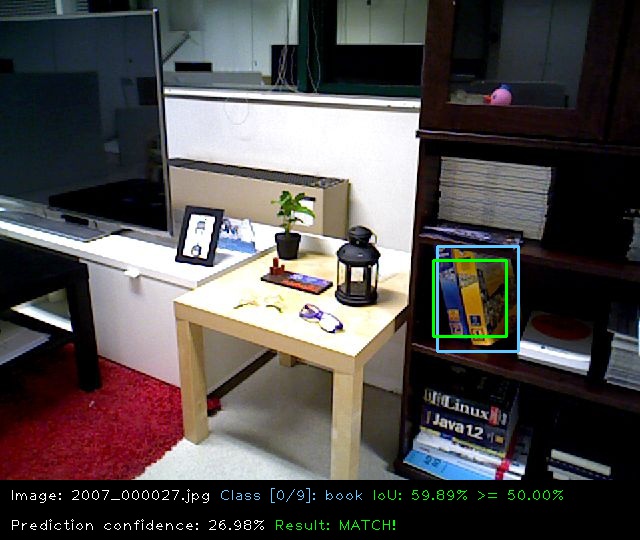 Linux
Java 1.2
Image: 2007_000027.jpg Class [0/9]: book IoU: 59.89% >= 50.00%
Prediction confidence: 26.98% Result: MATCH!